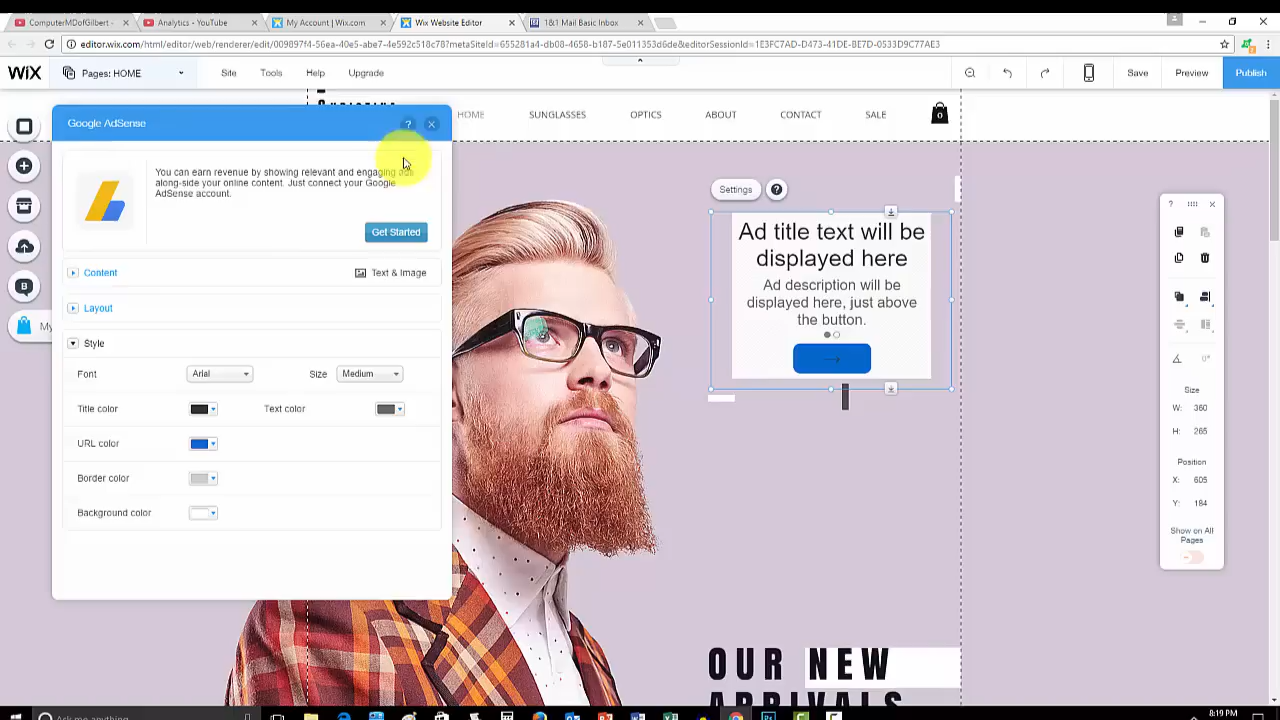 ComputerMDofGilbert -
Analytics - YouTube
My Account | Wix.com
Wix Website Editor
1&1 Mail Basic Inbox
editor.wix.com/html/editor/web/renderer/edit/009897f4-56ea-40e5-abe7-4e592c518c78?metaSiteId=655281a4-db08-4658-b187-5e011353d6de&editorSessionId=1E3FC7AD-D473-41DE-8E7D-0533D9C77AE3
WiX
Pages: HOME
Site
Tools
Help
Upgrade
Save
Preview
Publish
HOME
SUNGLASSES
OPTICS
ABOUT
CONTACT
SALE
0
Google AdSense
?
You can earn revenue by showing relevant and engaging
along-side your online content. Just connect your Google
AdSense account.
Get Started
Content
Text & Image
Layout
Style
Font
Arial
Size
Medium
Title color
Text color
URL color
Border color
Background color
My
B
Settings
?
Ad title text will be
displayed here
Ad description will be
displayed here, just above
the button.
?
0°
Size
W: 360
H: 265
Position
X: 605
Y: 184
Show on All
Pages
OUR NEW
ARRIVALS
Ask me anything
8:19 PM